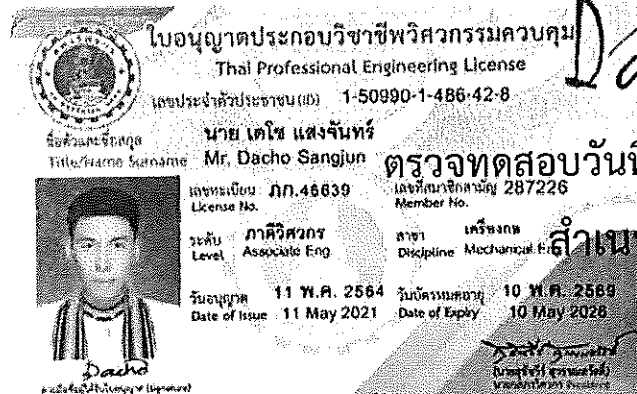 ใบอนุญาตประกอบวิชาชีพวิศวกรรมควบคุม
Thai Professional Engineering License
เลขประจำตัวประชาชน (ID) 1-50990-1-486-42-8
ชื่อตัวและชื่อสกุล นาย เดโช แสงจันทร์
Title/Name Surname Mr. Dacho Sangjun
ตรวจทดสอบวันที่
เลขทะเบียน ภก.46639 เลขที่สมาชิกสามัญ 287226
License No. Member No.
ระดับ ภาคีวิศวกร สาขา เครื่องกล
Level Associate Eng Discipline Mechanical Eng
สำเนา
วันอนุญาต 11 พ.ค. 2564 วันบัตรหมดอายุ 10 พ.ค. 2569
Date of Issue 11 May 2021 Date of Expiry 10 May 2026
Dacho